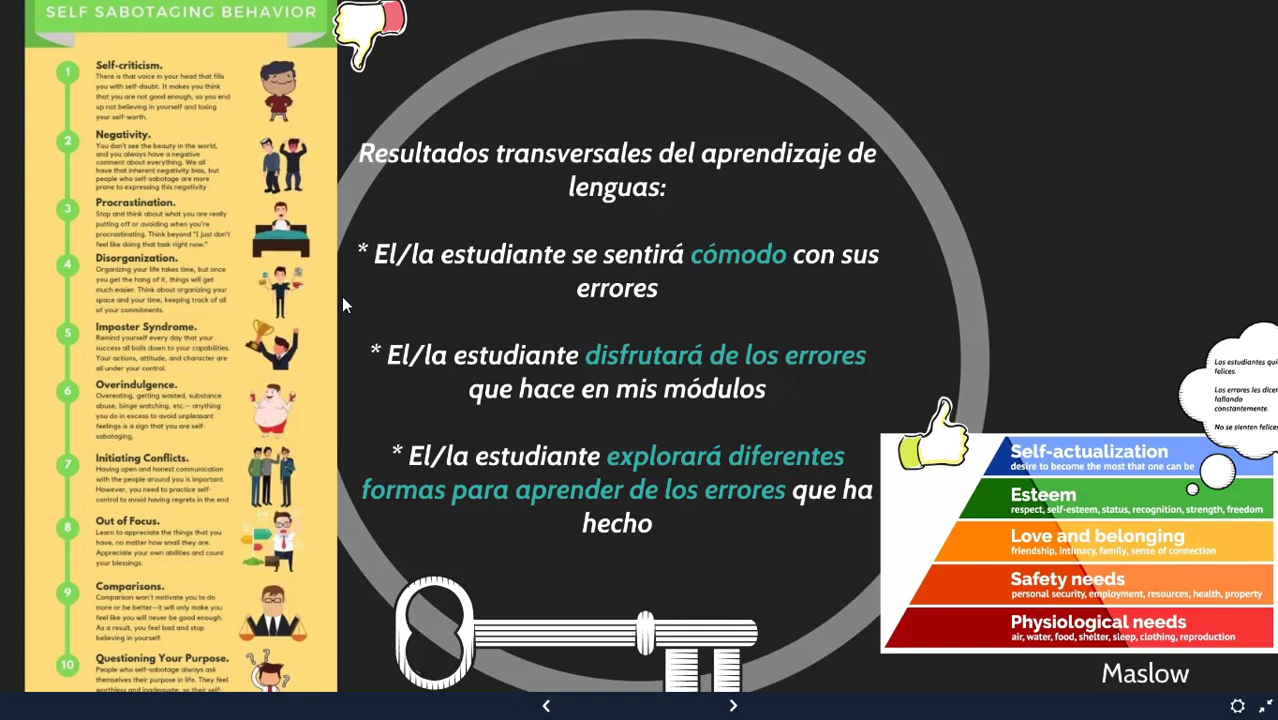 SELF SABOTAGING BEHAVIOR
1
Self-criticism.
There is that voice in your head that fills
you with self-doubt. It makes you think
that you are not good enough, so you end
up not believing in yourself and losing
your self-worth.
2
Negativity.
You don't see the beauty in the world,
and you always have a negative
comment about everything. We all
have that inherent negativity bias, but
people who self-sabotage are more
prone to expressing this negativity
3
Procrastination.
Stop and think about what you are really
putting off or avoiding when you're
procrastinating. Think beyond "I just don't
feel like doing that task right now."
4
Disorganization.
Organizing your life takes time, but once
you get the hang of it, things will get
much easier. Think about organizing your
space and your time, keeping track of all
of your commitments.
5
Imposter Syndrome.
Remind yourself every day that your
success all boils down to your capabilities.
Your actions, attitude, and character are
all under your control.
6
Overindulgence.
Overeating, getting wasted, substance
abuse, binge watching, etc.— anything
you do in excess to avoid unpleasant
feelings is a sign that you are self-
sabotaging.
7
Initiating Conflicts.
Having open and honest communication
with the people around you is important.
However, you need to practice self-
control to avoid having regrets in the end
8
Out of Focus.
Learn to appreciate the things that you
have, no matter how small they are.
Appreciate your own abilities and count
your blessings.
9
Comparisons.
Comparison won't motivate you to do
more or be better—it will only make you
feel like you will never be good enough.
As a result, you feel bad and stop
believing in yourself.
10
Questioning Your Purpose.
People who self-sabotage always ask
themselves their purpose in life. They feel
worthless and inadequate, so their self-
Resultados transversales del aprendizaje de
lenguas:
* El/la estudiante se sentirá cómodo con sus
errores
* El/la estudiante disfrutará de los errores
que hace en mis módulos
* El/la estudiante explorará diferentes
formas para aprender de los errores que ha
hecho
Los estudiantes qui
felices.
Los errores les dicen
fallando
constantemente.
No se sienten felices
Self-actualization
desire to become the most that one can be
Esteem
respect, self-esteem, status, recognition, strength, freedom
Love and belonging
friendship, intimacy, family, sense of connection
Safety needs
personal security, employment, resources, health, property
Physiological needs
air, water, food, shelter, sleep, clothing, reproduction
Maslow